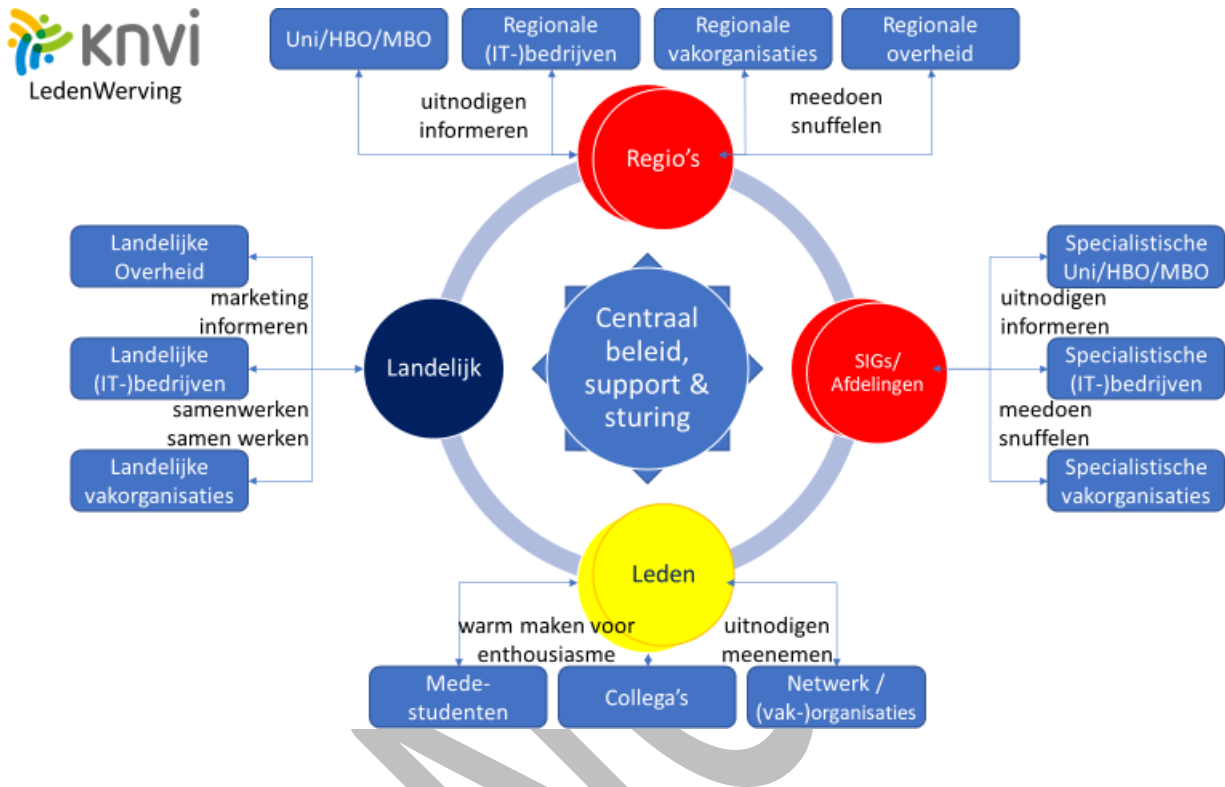 KNVI
LedenWerving
Uni/HBO/MBO
Regionale
(IT-)bedrijven
Regionale
vakorganisaties
Regionale
overheid
uitnodigen
informeren
meedoen
snuffelen
Regio's
Landelijke
Overheid
marketing
informeren
Landelijke
(IT-)bedrijven
samenwerken
samen werken
Landelijke
vakorganisaties
Landelijk
Centraal
beleid,
support &
sturing
SIGs/
Afdelingen
Specialistische
Uni/HBO/MBO
uitnodigen
informeren
Specialistische
(IT-)bedrijven
meedoen
snuffelen
Specialistische
vakorganisaties
Leden
warm maken voor
enthousiasme
uitnodigen
meenemen
Mede-
studenten
Collega's
Netwerk /
(vak-)organisaties